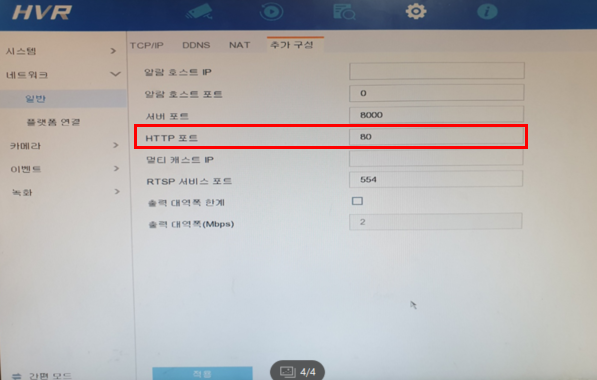 HVR
시스템
네트워크
일반
플랫폼 연결
카메라
이벤트
녹화
TCP/IP DDNS NAT 추가 구성
알람 호스트 IP
알람 호스트 포트 0
서버 포트 8000
HTTP 포트 80
멀티 캐스트 IP
RTSP 서비스 포트 554
출력 대역폭 한계
출력 대역폭(Mbps) 2
간편 모드
적용
4/4